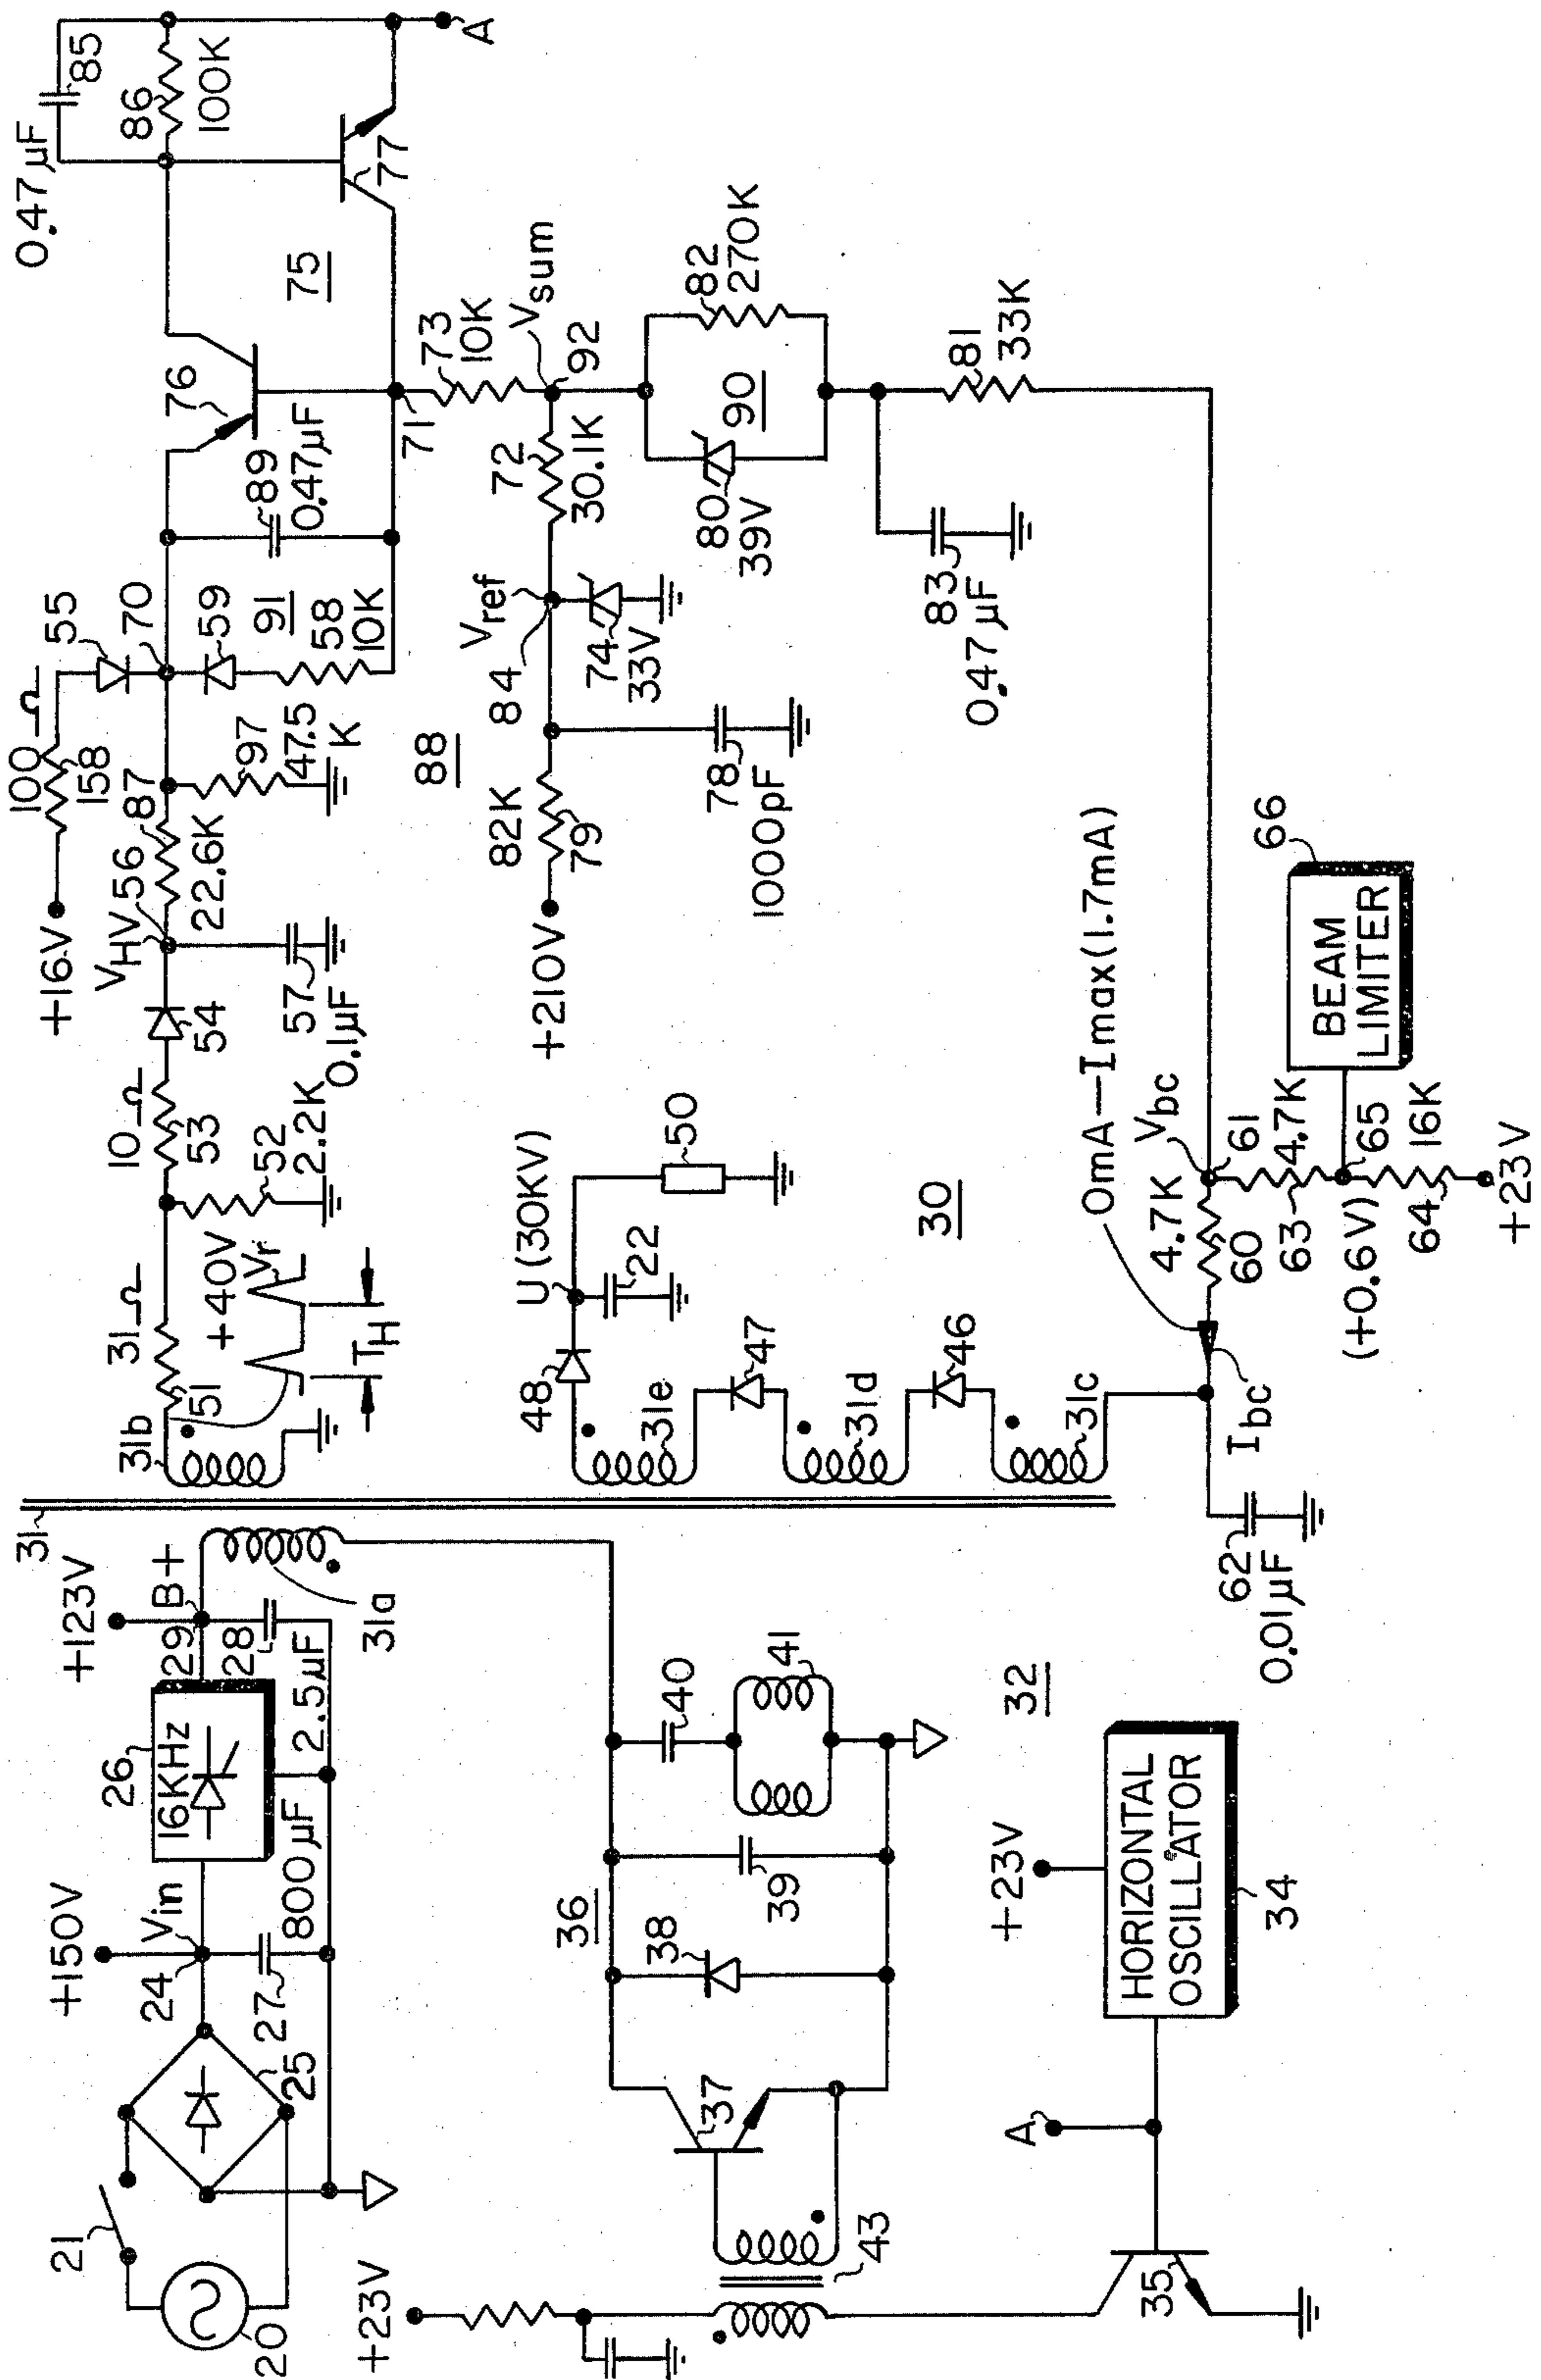 31
21
20
25
+150V
24
Vin
27
800µF
26
16KHz
+123V
B+
29
28
2.5µF
31a
+23V
43
37
36
38
39
40
41
32
A
35
+23V
HORIZONTAL
OSCILLATOR
34
31b
51
31Ω
+40V
Vr
TH
10Ω
53
52
2.2K
54
VHV
56
57
0.1µF
+16V
100Ω
158
87
22.6K
97
47.5
K
55
70
59
91
58
10K
89
0.47µF
76
75
71
0.47µF
85
86
100K
77
A
88
+210V
82K
79
78
1000pF
84
Vref
74
33V
72
30.1K
73
10K
Vsum
92
80
39V
90
82
270K
83
0.47µF
81
33K
U(30KV)
48
22
50
31e
47
31d
46
31c
30
0mA—Imax(1.7mA)
Ibc
62
0.01µF
4.7K
60
Vbc
61
63
4.7K
(+0.6V)
65
64
16K
+23V
BEAM
LIMITER
66